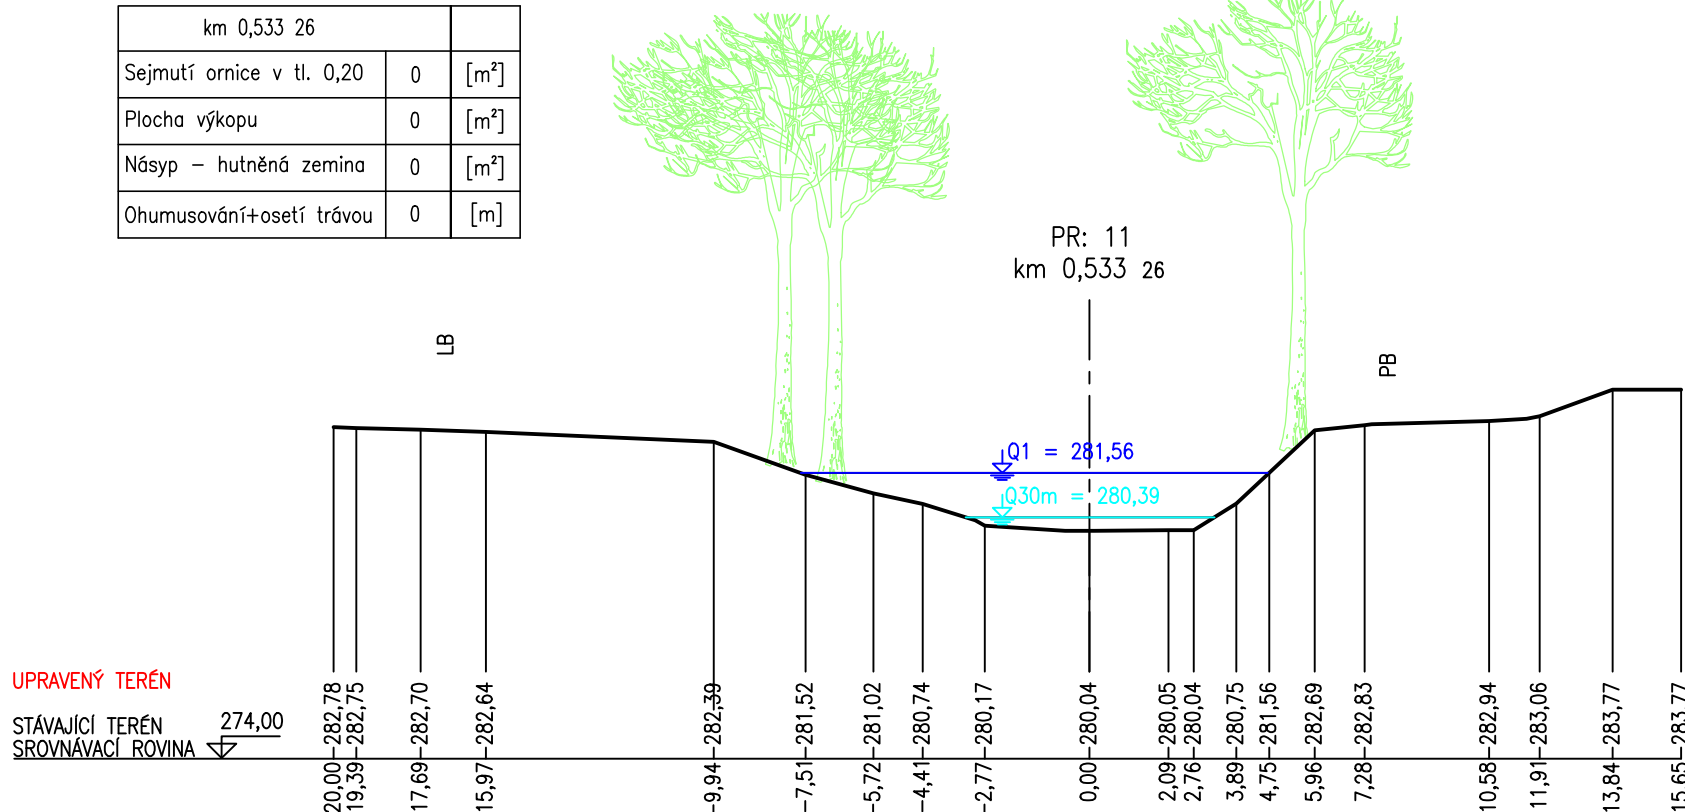 km 0,533 26
Sejmutí ornice v tl. 0,20 0 [m²]
Plocha výkopu 0 [m²]
Násyp – hutněná zemina 0 [m²]
Ohumusování+osetí trávou 0 [m]
PR: 11
km 0,533 26
LB
PB
Q1 = 281,56
Q30m = 280,39
UPRAVENÝ TERÉN
STÁVAJÍCÍ TERÉN 274,00
SROVNÁVACÍ ROVINA
282,78 282,75 282,70 282,64 282,39 281,52 281,02 280,74 280,17 280,04 280,05 280,04 280,75 281,56 282,69 282,83 282,94 283,06 283,77 283,77
20,00 19,39 17,69 15,97 -9,94 -7,51 -5,72 -4,41 -2,77 0,00 2,09 2,76 3,89 4,75 5,96 7,28 10,58 11,91 13,84 15,65